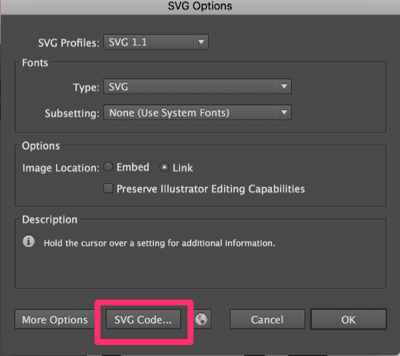 SVG Options
SVG Profiles: SVG 1.1
Fonts
Type: SVG
Subsetting: None (Use System Fonts)
Options
Image Location: Embed Link
Preserve Illustrator Editing Capabilities
Description
Hold the cursor over a setting for additional information.
More Options SVG Code... Cancel OK